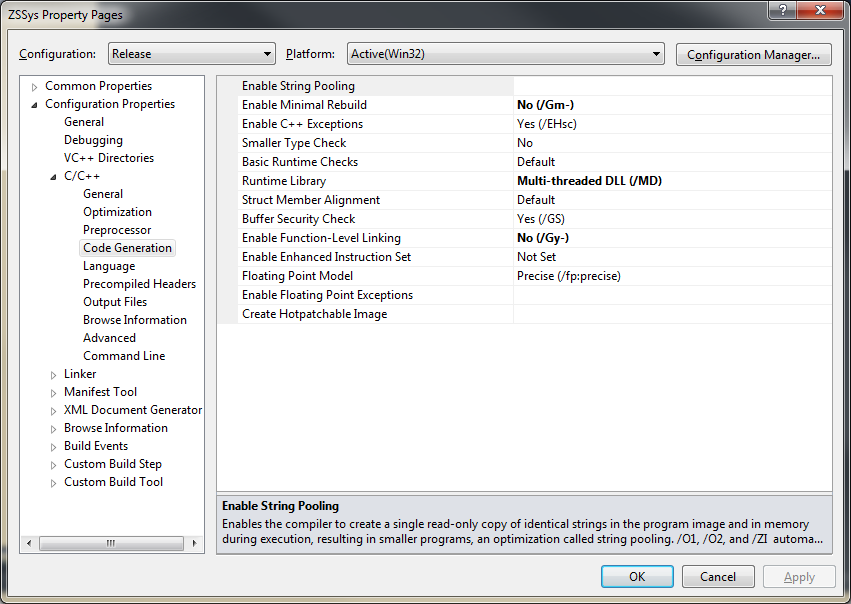 ZSSys Property Pages
Configuration: Release Platform: Active(Win32) Configuration Manager...
Common Properties
Configuration Properties
General
Debugging
VC++ Directories
C/C++
General
Optimization
Preprocessor
Code Generation
Language
Precompiled Headers
Output Files
Browse Information
Advanced
Command Line
Linker
Manifest Tool
XML Document Generator
Browse Information
Build Events
Custom Build Step
Custom Build Tool
Enable String Pooling
Enable Minimal Rebuild No (/Gm-)
Enable C++ Exceptions Yes (/EHsc)
Smaller Type Check No
Basic Runtime Checks Default
Runtime Library Multi-threaded DLL (/MD)
Struct Member Alignment Default
Buffer Security Check Yes (/GS)
Enable Function-Level Linking No (/Gy-)
Enable Enhanced Instruction Set Not Set
Floating Point Model Precise (/fp:precise)
Enable Floating Point Exceptions
Create Hotpatchable Image
Enable String Pooling
Enables the compiler to create a single read-only copy of identical strings in the program image and in memory
during execution, resulting in smaller programs, an optimization called string pooling. /O1, /O2, and /ZI automa...
OK Cancel Apply